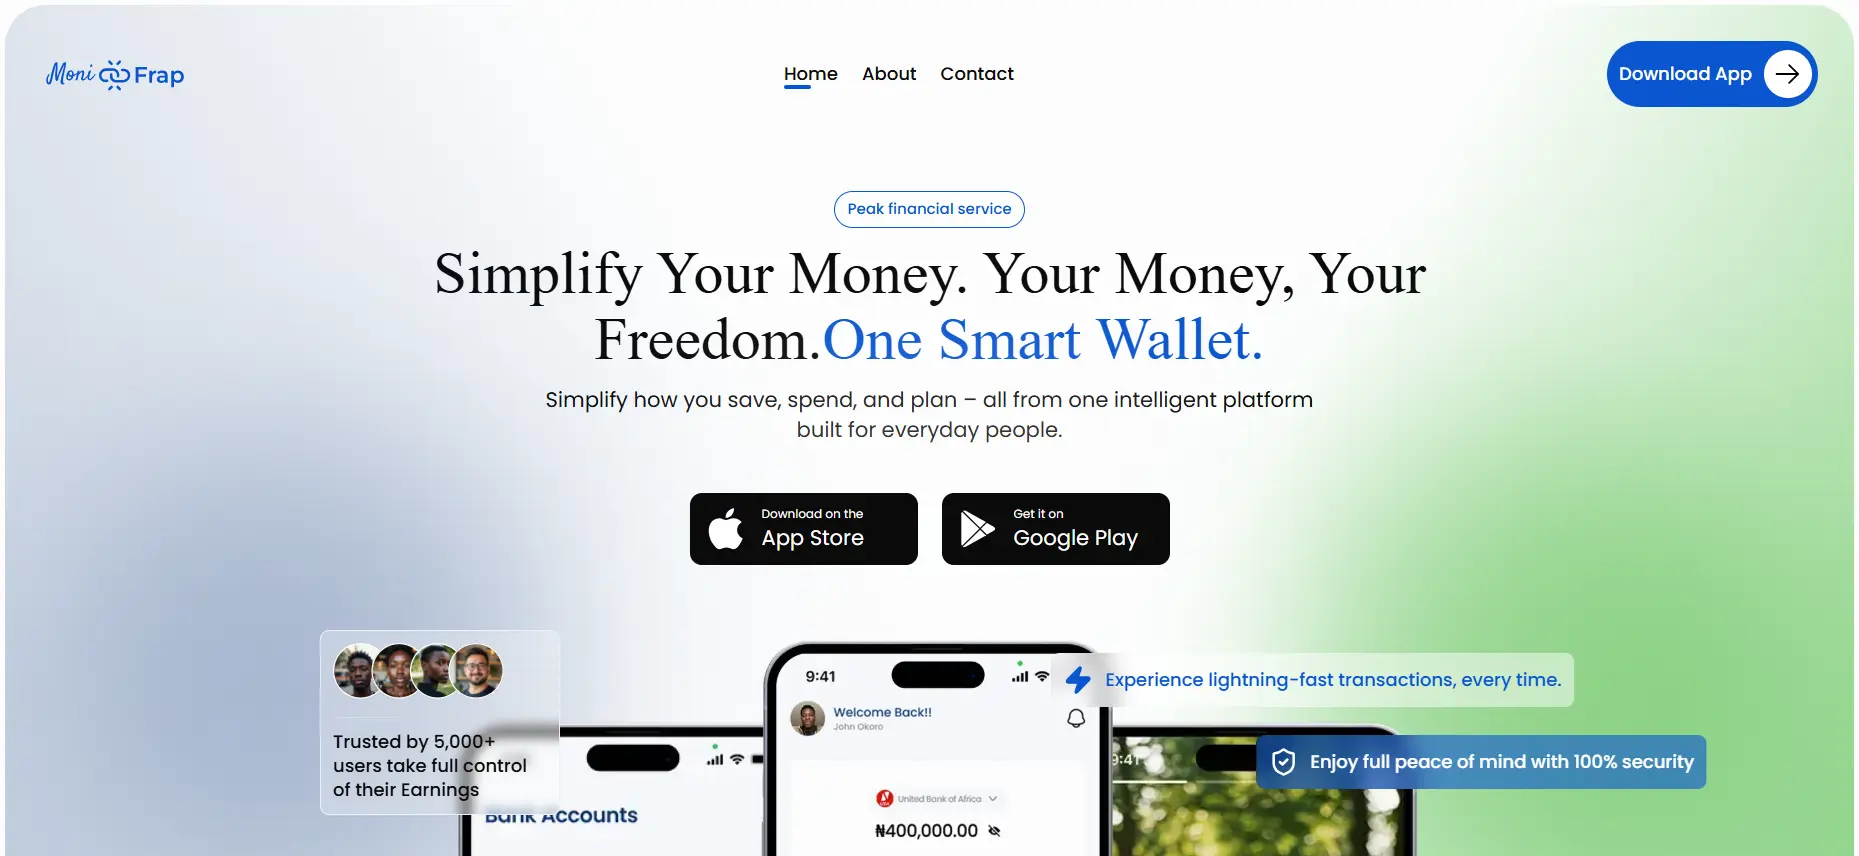 Moni Frap
Home About Contact
Download App
Peak financial service
Simplify Your Money. Your Money, Your
Freedom.One Smart Wallet.
Simplify how you save, spend, and plan – all from one intelligent platform
built for everyday people.
Download on the
App Store
Get it on
Google Play
Trusted by 5,000+
users take full control
of their Earnings
Bank Accounts
9:41
Welcome Back!!
John Okoro
United Bank of Africa
₦400,000.00
Experience lightning-fast transactions, every time.
9:41
Enjoy full peace of mind with 100% security